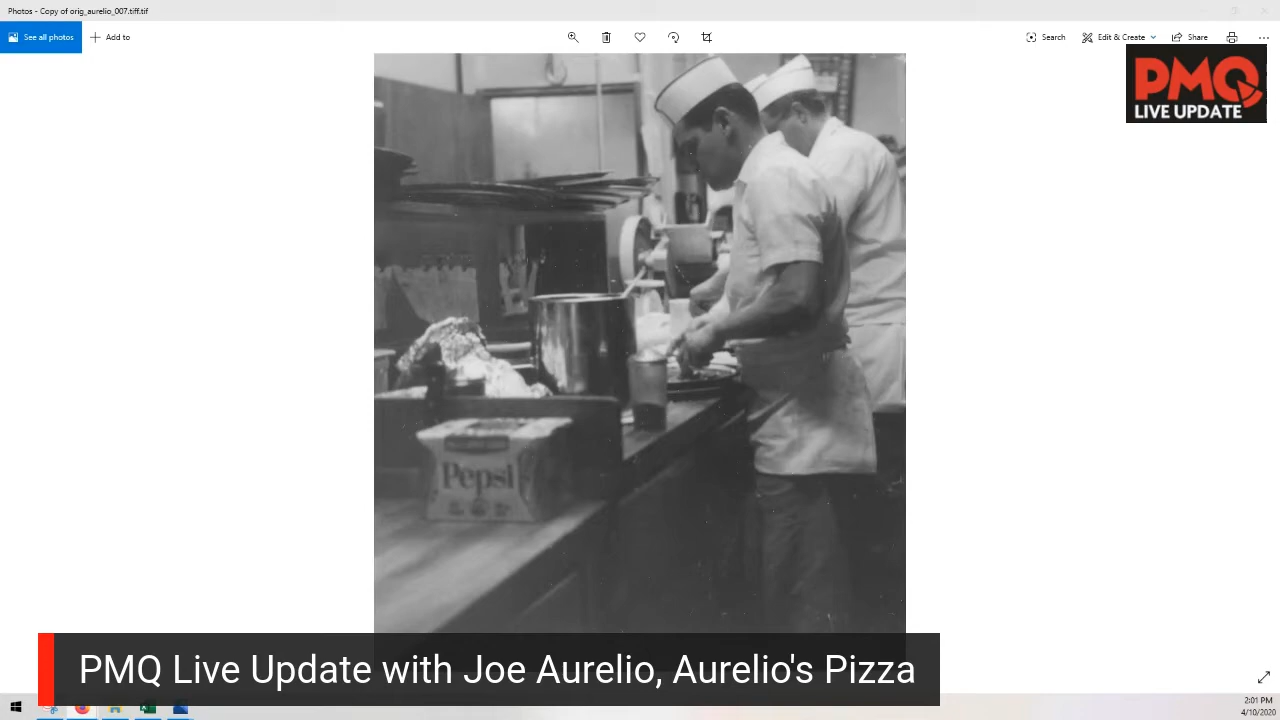 Photos - Copy of orig_aurelio_007.tiff.tif
See all photos
Add to
Search
Edit & Create
Share
PMQ
LIVE UPDATE
Pepsi
PMQ Live Update with Joe Aurelio, Aurelio's Pizza
2:01 PM
4/10/2020